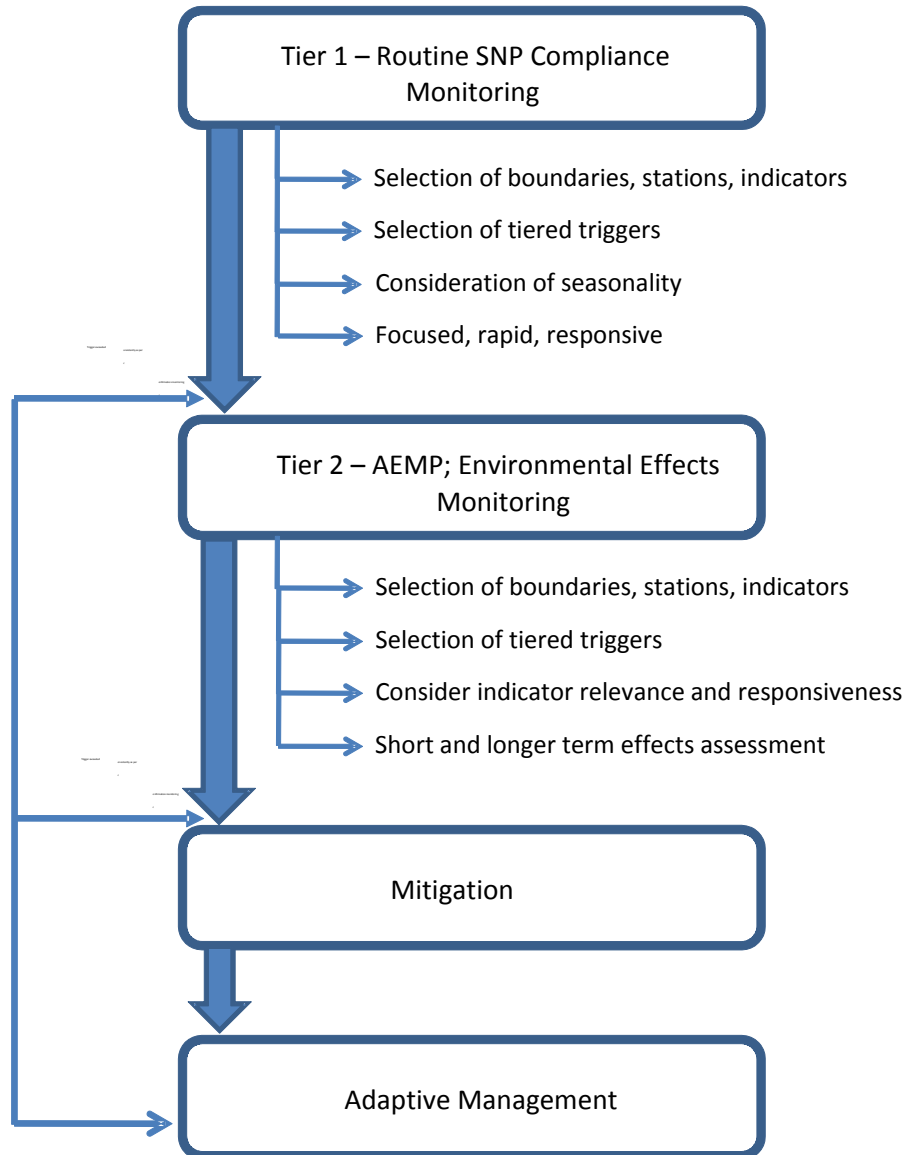 Tier 1 – Routine SNP Compliance
Monitoring
Selection of boundaries, stations, indicators
Selection of tiered triggers
Consideration of seasonality
Focused, rapid, responsive
Tier 2 – AEMP; Environmental Effects
Monitoring
Selection of boundaries, stations, indicators
Selection of tiered triggers
Consider indicator relevance and responsiveness
Short and longer term effects assessment
Mitigation
Adaptive Management